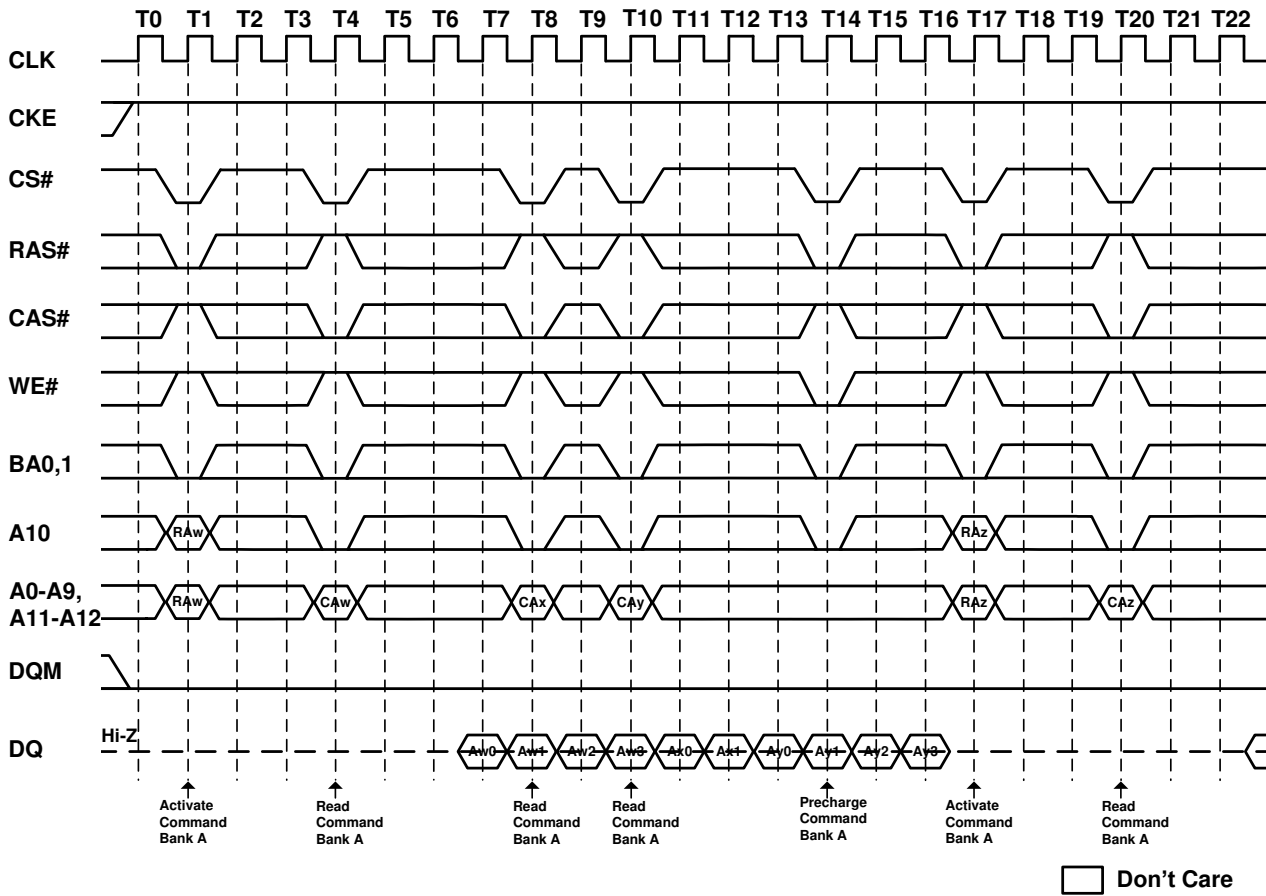 T0 T1 T2 T3 T4 T5 T6 T7 T8 T9 T10 T11 T12 T13 T14 T15 T16 T17 T18 T19 T20 T21 T22
CLK
CKE
CS#
RAS#
CAS#
WE#
BA0,1
A10 RAw RAz
A0-A9,
A11-A12 RAw CAw CAx CAy RAz CAz
DQM
DQ Hi-Z Aw0 Aw1 Aw2 Aw3 Ax0 Ax1 Ay0 Ay1 Ay2 Ay3
Activate
Command
Bank A
Read
Command
Bank A
Read
Command
Bank A
Read
Command
Bank A
Precharge
Command
Bank A
Activate
Command
Bank A
Read
Command
Bank A
Don't Care